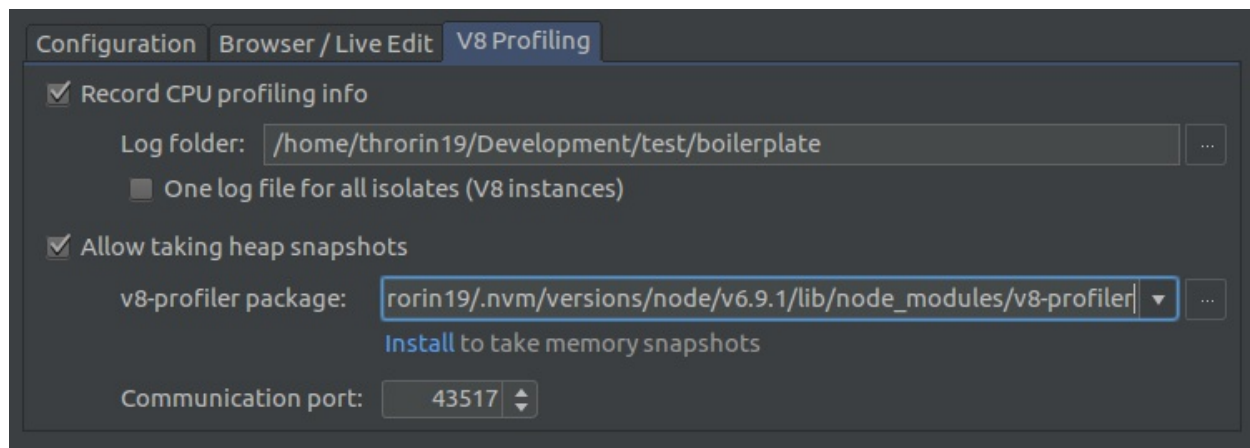 Configuration Browser / Live Edit V8 Profiling
Record CPU profiling info
Log folder: /home/throrin19/Development/test/boilerplate ...
One log file for all isolates (V8 instances)
Allow taking heap snapshots
v8-profiler package: rorin19/.nvm/versions/node/v6.9.1/lib/node_modules/v8-profiler ...
Install to take memory snapshots
Communication port: 43517